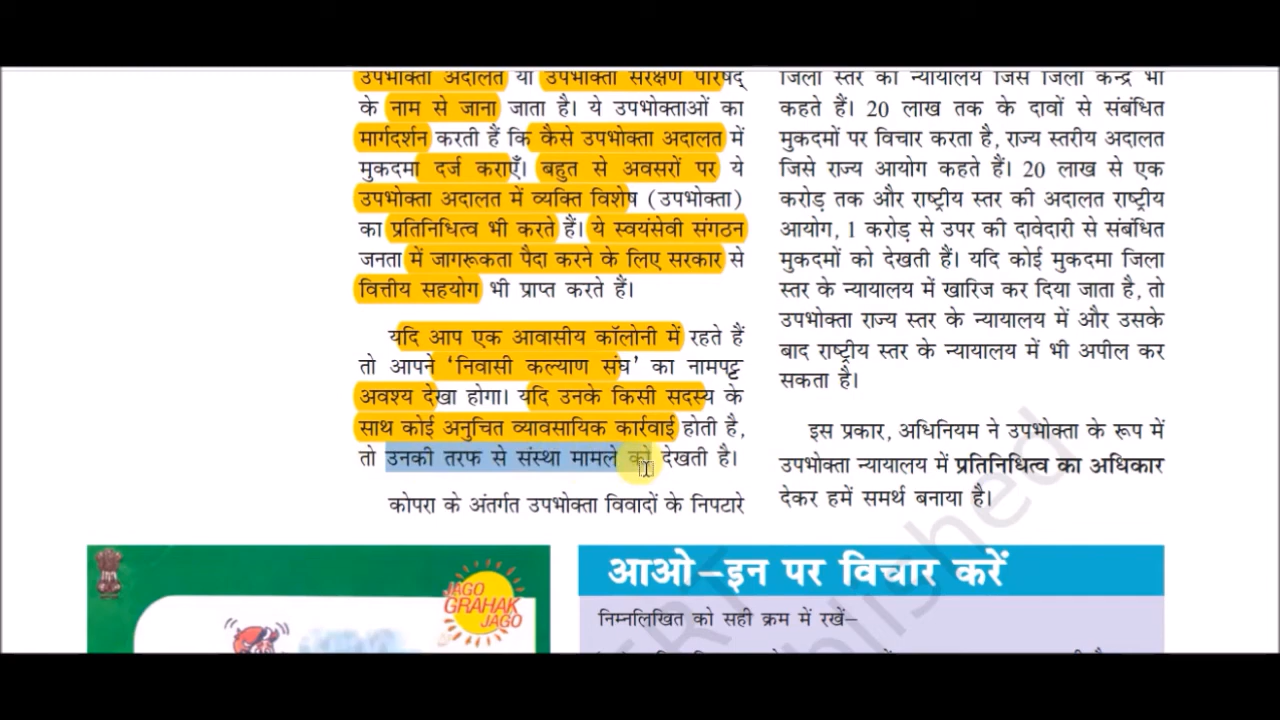 उपभोक्ता अदालत या उपभोक्ता संरक्षण परिषद्
के नाम से जाना जाता है। ये उपभोक्ताओं का
मार्गदर्शन करती हैं कि कैसे उपभोक्ता अदालत में
मुकदमा दर्ज कराएँ। बहुत से अवसरों पर ये
उपभोक्ता अदालत में व्यक्ति विशेष (उपभोक्ता)
का प्रतिनिधित्व भी करते हैं। ये स्वयंसेवी संगठन
जनता में जागरूकता पैदा करने के लिए सरकार से
वित्तीय सहयोग भी प्राप्त करते हैं।
यदि आप एक आवासीय कॉलोनी में रहते हैं
तो आपने ‘निवासी कल्याण संघ’ का नामपट्ट
अवश्य देखा होगा। यदि उनके किसी सदस्य के
साथ कोई अनुचित व्यावसायिक कार्रवाई होती है,
तो उनकी तरफ से संस्था मामले को देखती है।
कोपरा के अंतर्गत उपभोक्ता विवादों के निपटारे
जिला स्तर का न्यायालय जिसे जिला केन्द्र भी
कहते हैं। 20 लाख तक के दावों से संबंधित
मुकदमों पर विचार करता है, राज्य स्तरीय अदालत
जिसे राज्य आयोग कहते हैं। 20 लाख से एक
करोड़ तक और राष्ट्रीय स्तर की अदालत राष्ट्रीय
आयोग, 1 करोड़ से उपर की दावेदारी से संबंधित
मुकदमों को देखती हैं। यदि कोई मुकदमा जिला
स्तर के न्यायालय में खारिज कर दिया जाता है, तो
उपभोक्ता राज्य स्तर के न्यायालय में और उसके
बाद राष्ट्रीय स्तर के न्यायालय में भी अपील कर
सकता है।
इस प्रकार, अधिनियम ने उपभोक्ता के रूप में
उपभोक्ता न्यायालय में प्रतिनिधित्व का अधिकार
देकर हमें समर्थ बनाया है।
JAGO
GRAHAK
JAGO
आओ–इन पर विचार करें
निम्नलिखित को सही क्रम में रखें–